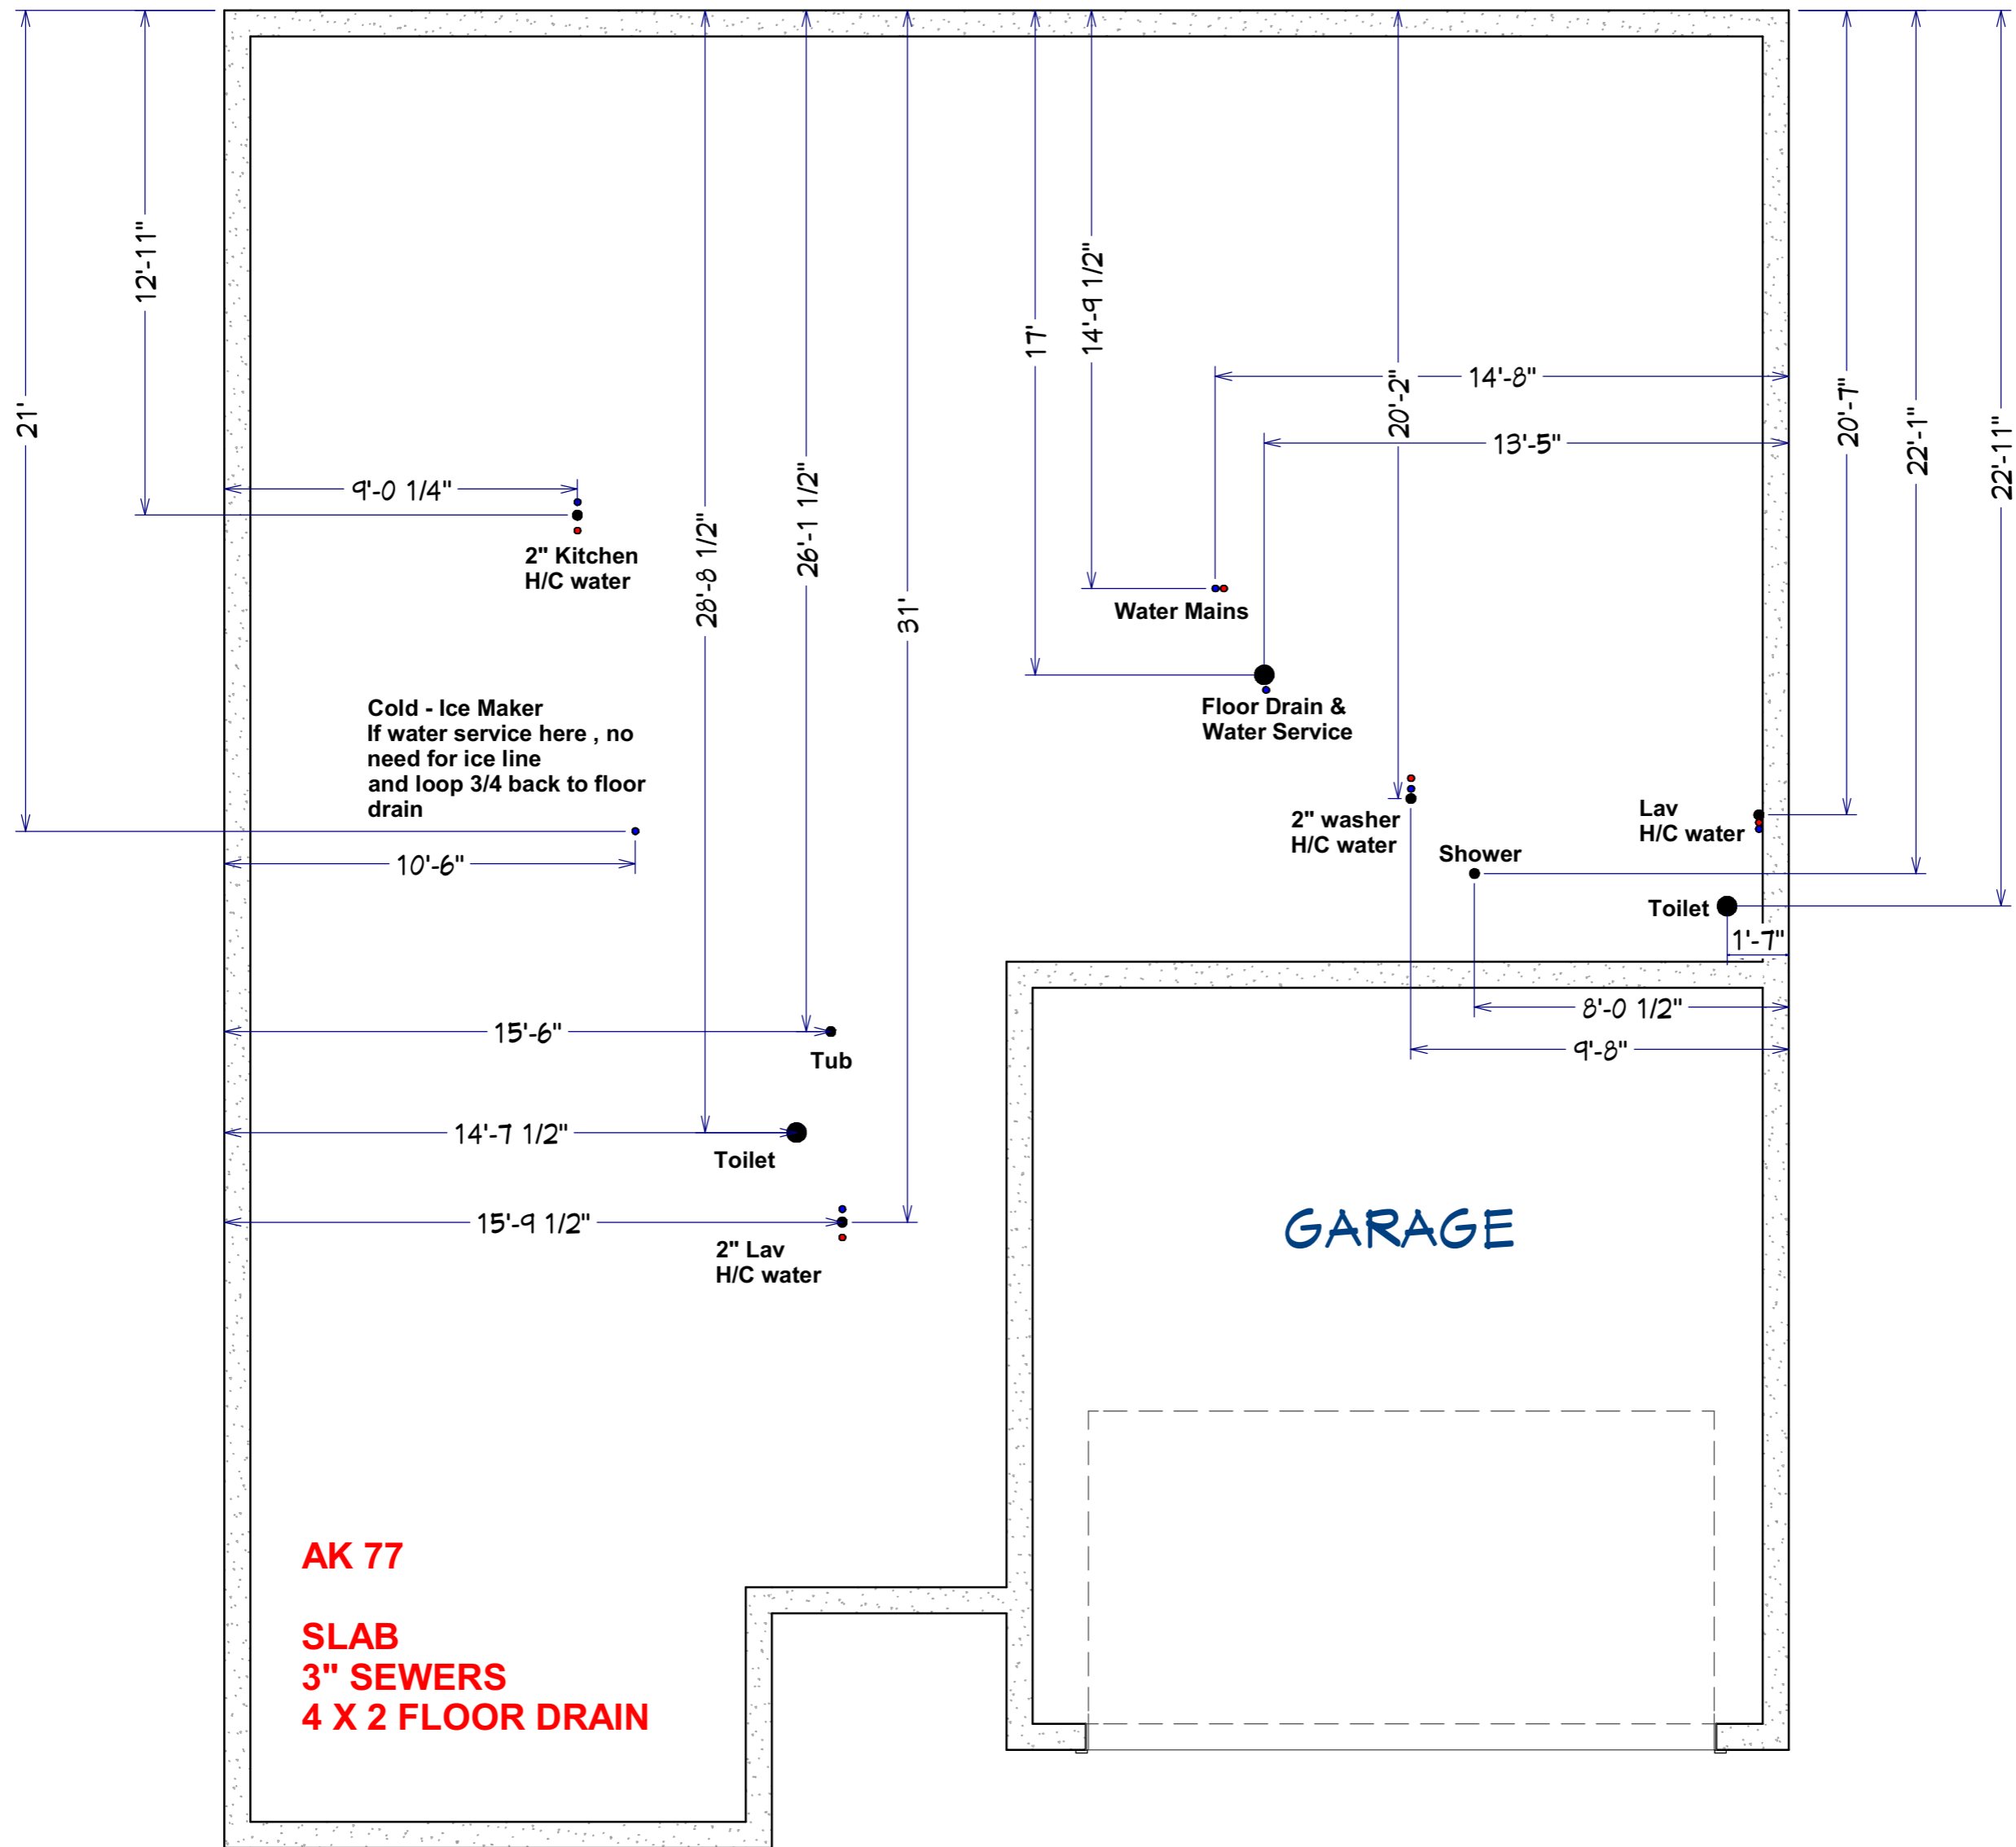 12'-11"
21'
14'-9 1/2"
17'
14'-8"
20'-2"
13'-5"
20'-7"
22'-1"
22'-11"
9'-0 1/4"
26'-1 1/2"
28'-8 1/2"
31'
2" Kitchen
H/C water
Water Mains
Cold - Ice Maker
If water service here , no
need for ice line
and loop 3/4 back to floor
drain
Floor Drain &
Water Service
2" washer
H/C water
Lav
H/C water
Shower
10'-6"
Toilet
1'-7"
8'-0 1/2"
15'-6"
9'-8"
Tub
14'-7 1/2"
Toilet
15'-9 1/2"
2" Lav
H/C water
GARAGE
AK 77
SLAB
3" SEWERS
4 X 2 FLOOR DRAIN